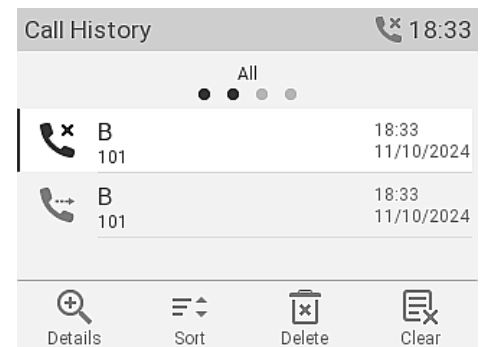 Call History 18:33
All
B
101
18:33
11/10/2024
B
101
18:33
11/10/2024
Details Sort Delete Clear